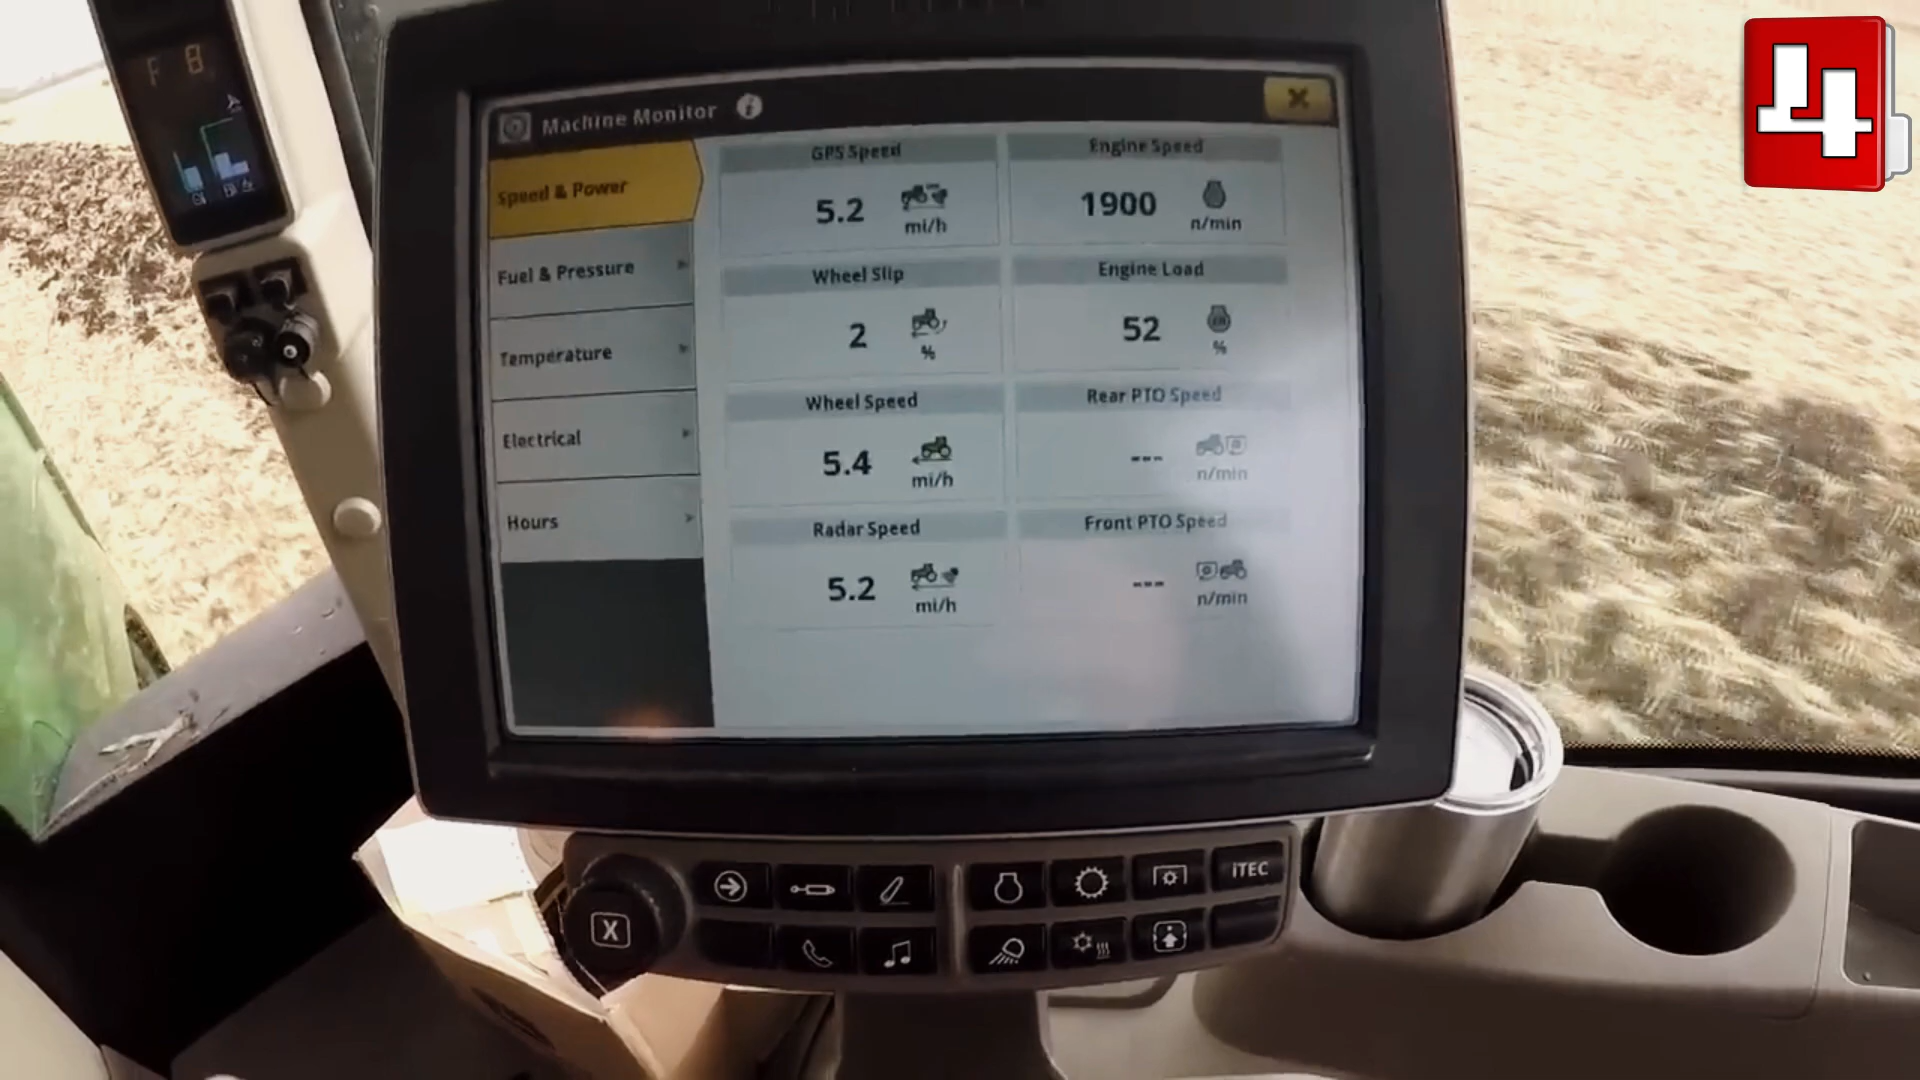 F 8
Machine Monitor i
Speed & Power
Fuel & Pressure
Temperature
Electrical
Hours
GPS Speed
5.2
mi/h
Engine Speed
1900
n/min
Wheel Slip
2
%
Engine Load
52
%
Wheel Speed
5.4
mi/h
Rear PTO Speed
---
n/min
Radar Speed
5.2
mi/h
Front PTO Speed
---
n/min
iTEC
X
4